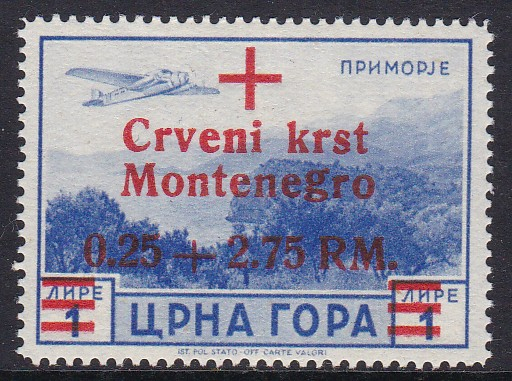 ПРИМОРЈЕ
Crveni krst
Montenegro
0.25 + 2.75 RM.
ЛИРЕ
1
ЦРНА ГОРА
ЛИРЕ
1
IST. POL. STATO - OFF. CARTE VALORI